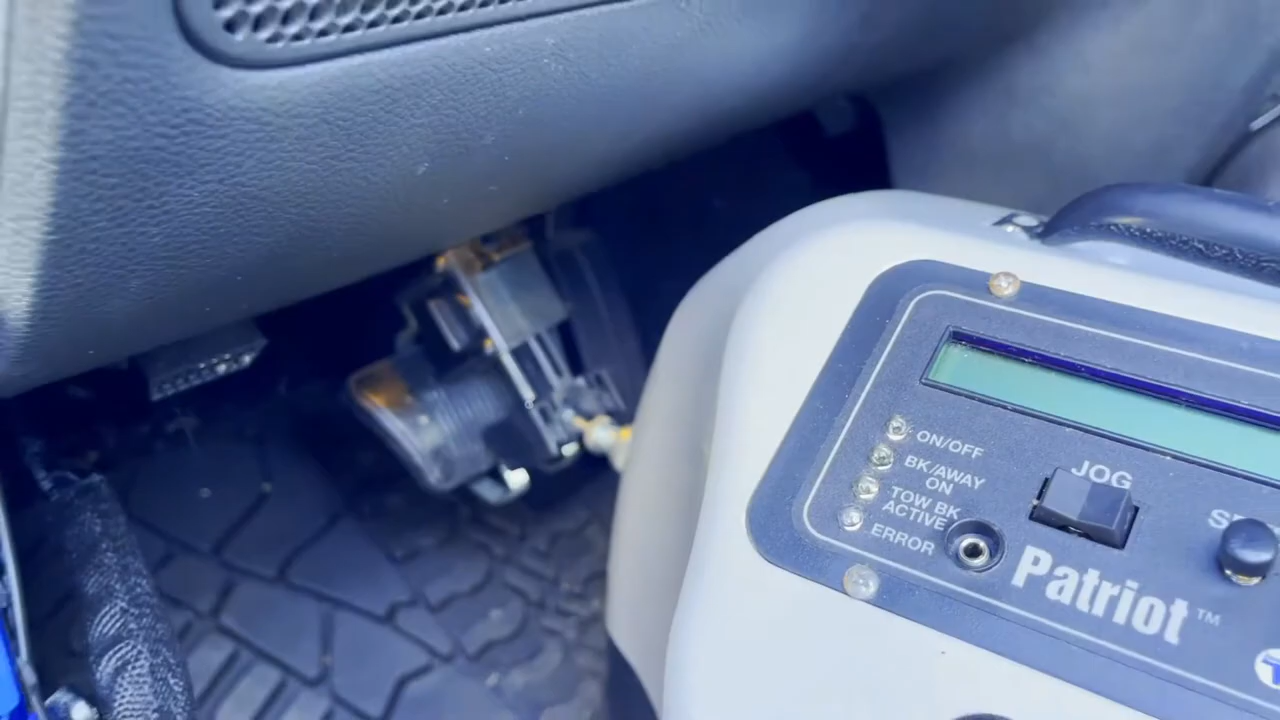 ON/OFF
BK/AWAY
ON
TOW BK
ACTIVE
ERROR
JOG
Patriot™